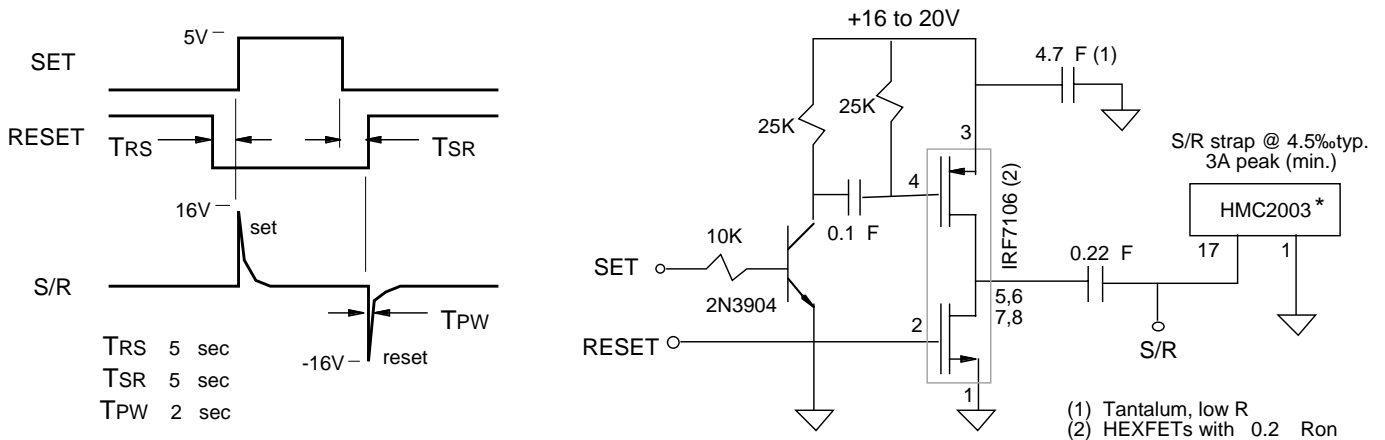 5V
SET
RESET
TRS
TSR
16V
set
S/R
TPW
-16V
reset
TRS 5 sec
TSR 5 sec
TPW 2 sec
+16 to 20V
4.7 F (1)
25K
25K
3
S/R strap @ 4.5‰typ.
3A peak (min.)
4
IRF7106 (2)
HMC2003 *
0.1 F
17
1
10K
0.22 F
SET
5,6
7,8
2N3904
2
RESET
S/R
1
(1) Tantalum, low R
(2) HEXFETs with 0.2 Ron